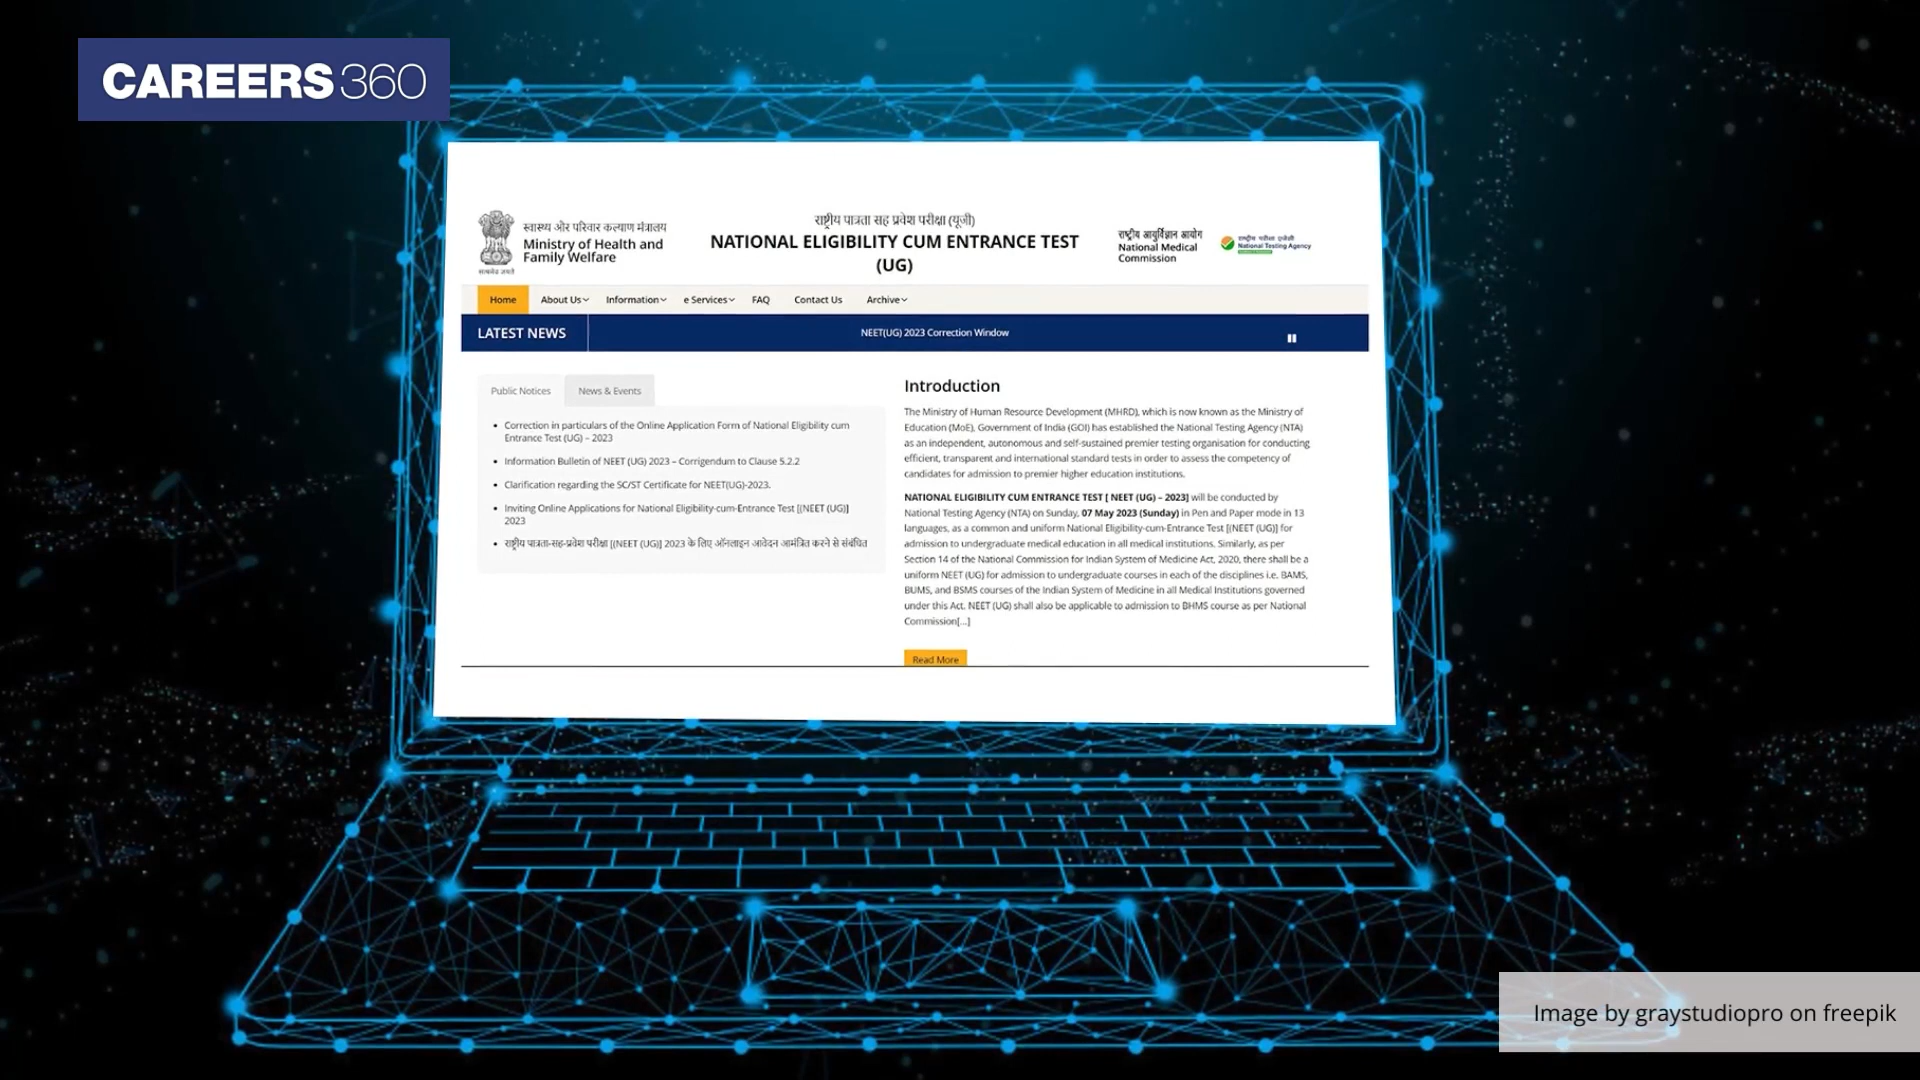 CAREERS360
स्वास्थ्य और परिवार कल्याण मंत्रालय
Ministry of Health and
Family Welfare
सत्यमेव जयते
राष्ट्रीय पात्रता सह प्रवेश परीक्षा (यूजी)
NATIONAL ELIGIBILITY CUM ENTRANCE TEST
(UG)
राष्ट्रीय आयुर्विज्ञान आयोग
National Medical
Commission
राष्ट्रीय परीक्षा एजेंसी
National Testing Agency
Home About Us Information e Services FAQ Contact Us Archive
LATEST NEWS NEET(UG) 2023 Correction Window
Public Notices News & Events
Correction in particulars of the Online Application Form of National Eligibility cum
Entrance Test (UG) – 2023
Information Bulletin of NEET (UG) 2023 – Corrigendum to Clause 5.2.2
Clarification regarding the SC/ST Certificate for NEET(UG)-2023.
Inviting Online Applications for National Eligibility-cum-Entrance Test [(NEET (UG)]
2023
राष्ट्रीय पात्रता-सह-प्रवेश परीक्षा [(NEET (UG)] 2023 के लिए ऑनलाइन आवेदन आमंत्रित करने से संबंधित
Introduction
The Ministry of Human Resource Development (MHRD), which is now known as the Ministry of
Education (MoE), Government of India (GOI) has established the National Testing Agency (NTA)
as an independent, autonomous and self-sustained premier testing organisation for conducting
efficient, transparent and international standard tests in order to assess the competency of
candidates for admission to premier higher education institutions.
NATIONAL ELIGIBILITY CUM ENTRANCE TEST [ NEET (UG) – 2023] will be conducted by
National Testing Agency (NTA) on Sunday, 07 May 2023 (Sunday) in Pen and Paper mode in 13
languages, as a common and uniform National Eligibility-cum-Entrance Test [(NEET (UG)] for
admission to undergraduate medical education in all medical institutions. Similarly, as per
Section 14 of the National Commission for Indian System of Medicine Act, 2020, there shall be a
uniform NEET (UG) for admission to undergraduate courses in each of the disciplines i.e. BAMS,
BUMS, and BSMS courses of the Indian System of Medicine in all Medical Institutions governed
under this Act. NEET (UG) shall also be applicable to admission to BHMS course as per National
Commission[...]
Read More
Image by graystudiopro on freepik